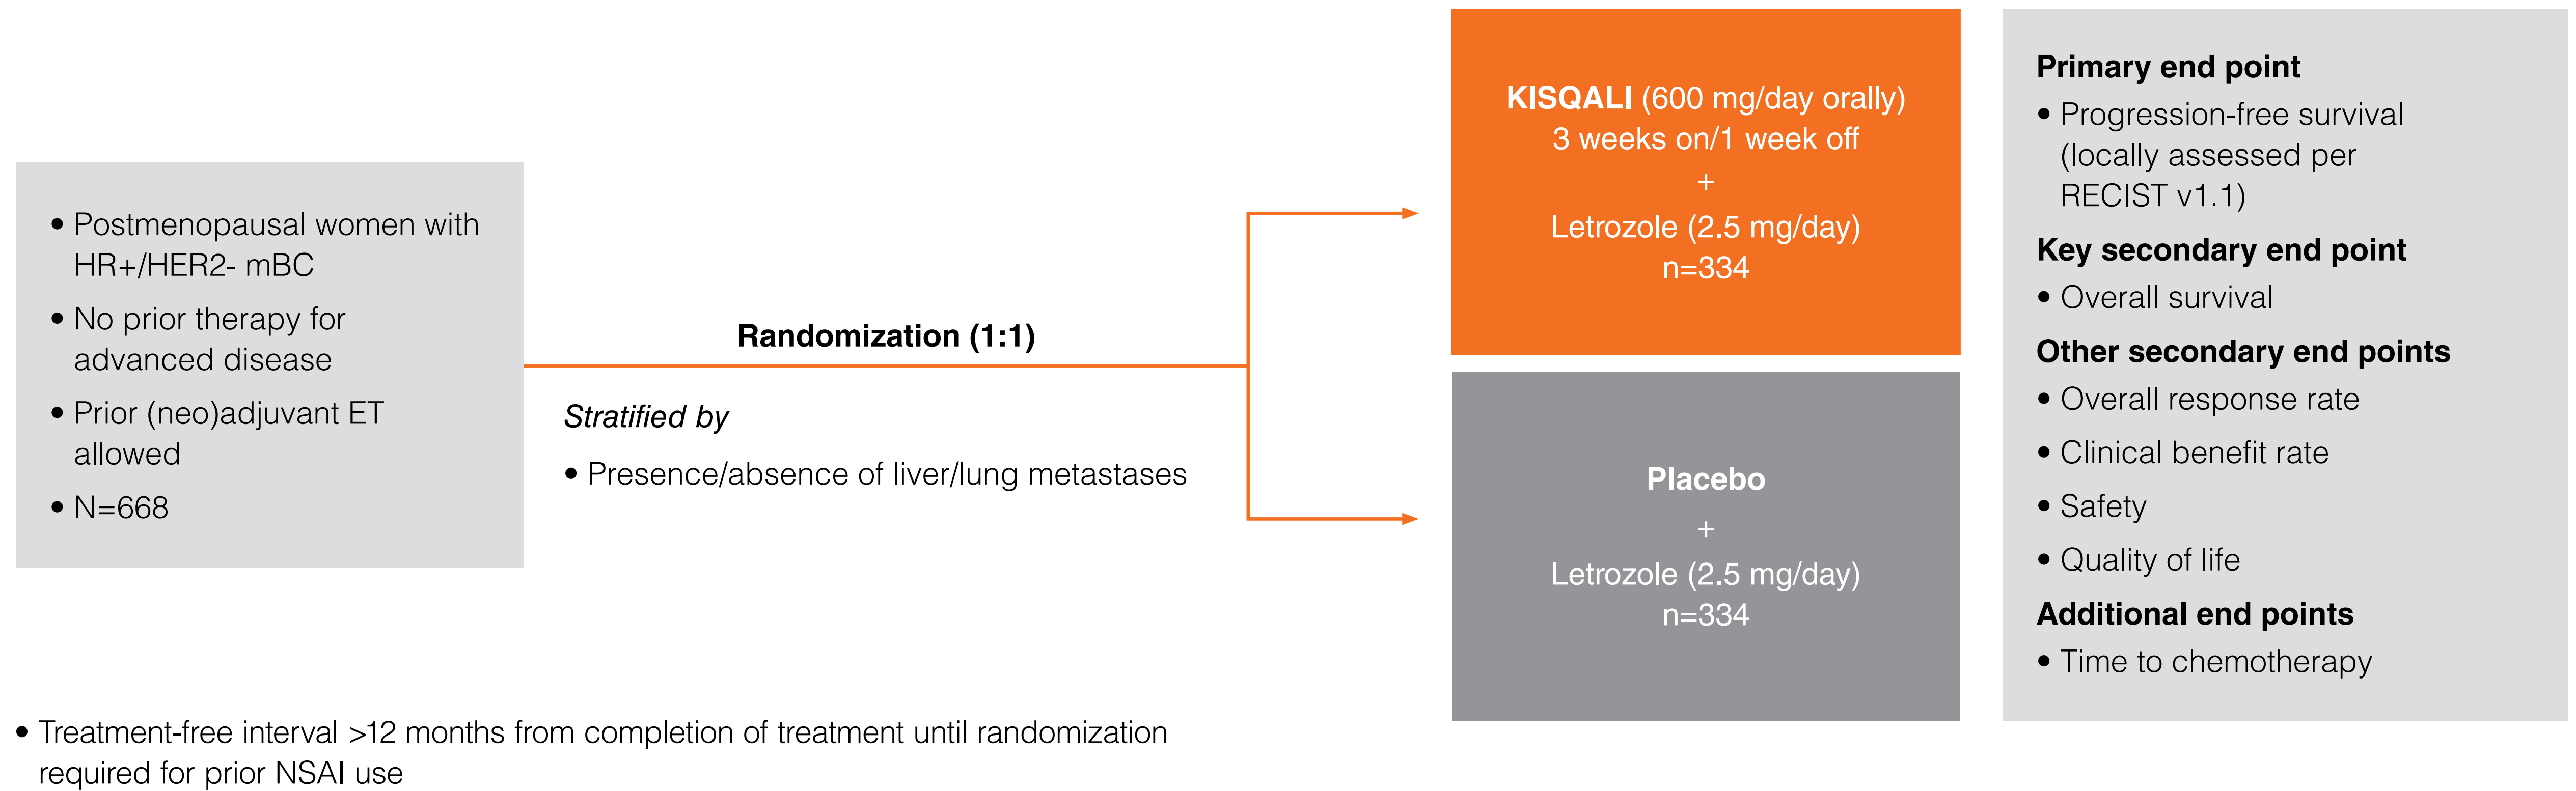 • Postmenopausal women with
HR+/HER2- mBC
• No prior therapy for
advanced disease
• Prior (neo)adjuvant ET
allowed
• N=668
Randomization (1:1)
Stratified by
• Presence/absence of liver/lung metastases
KISQALI (600 mg/day orally)
3 weeks on/1 week off
+
Letrozole (2.5 mg/day)
n=334
Placebo
+
Letrozole (2.5 mg/day)
n=334
Primary end point
• Progression-free survival
(locally assessed per
RECIST v1.1)
Key secondary end point
• Overall survival
Other secondary end points
• Overall response rate
• Clinical benefit rate
• Safety
• Quality of life
Additional end points
• Time to chemotherapy
• Treatment-free interval >12 months from completion of treatment until randomization
required for prior NSAI use